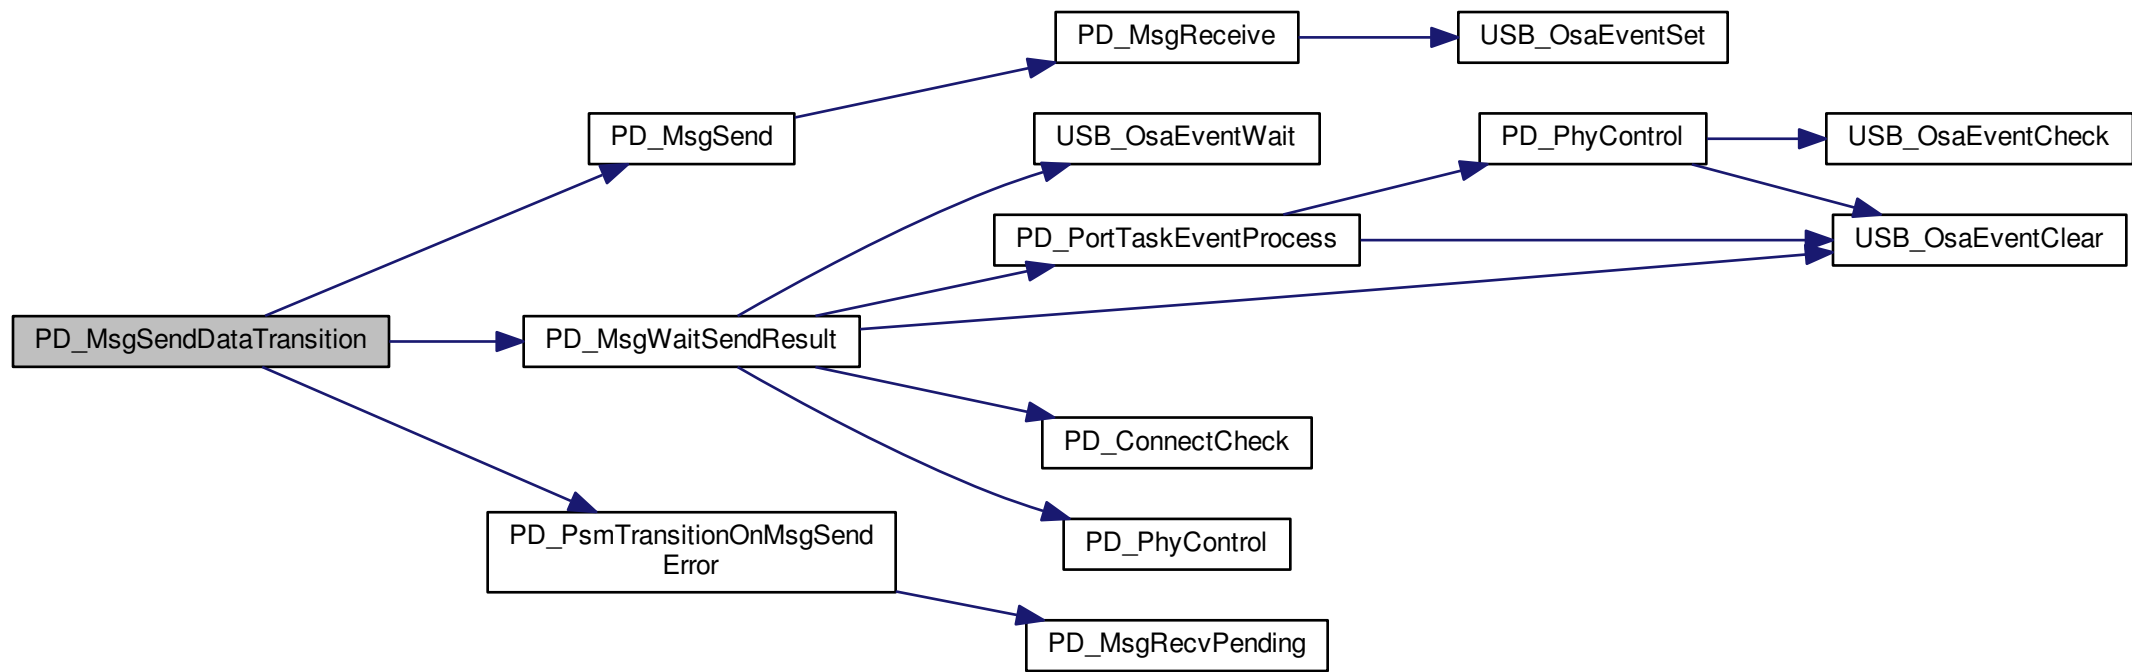 PD_MsgReceive
USB_OsaEventSet
PD_MsgSend
USB_OsaEventWait
PD_PhyControl
USB_OsaEventCheck
PD_PortTaskEventProcess
USB_OsaEventClear
PD_MsgSendDataTransition
PD_MsgWaitSendResult
PD_ConnectCheck
PD_PsmTransitionOnMsgSend
Error
PD_PhyControl
PD_MsgRecvPending